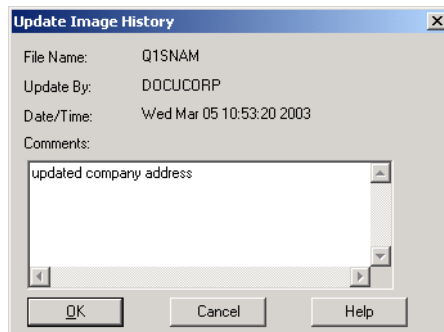 Update Image History
File Name: Q1SNAM
Update By: DOCUCORP
Date/Time: Wed Mar 05 10:53:20 2003
Comments:
updated company address
OK Cancel Help